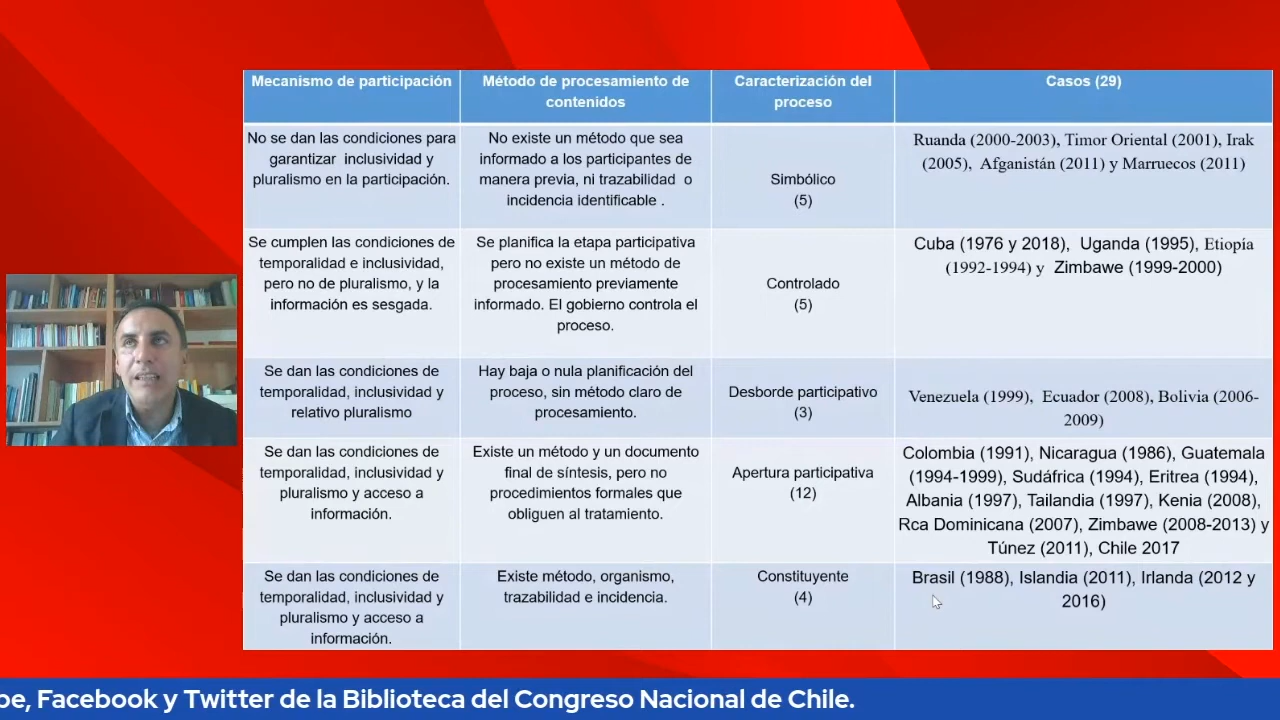 Mecanismo de participación
Método de procesamiento de
contenidos
Caracterización del
proceso
Casos (29)
No se dan las condiciones para
garantizar inclusividad y
pluralismo en la participación.
No existe un método que sea
informado a los participantes de
manera previa, ni trazabilidad o
incidencia identificable .
Simbólico
(5)
Ruanda (2000-2003), Timor Oriental (2001), Irak
(2005), Afganistán (2011) y Marruecos (2011)
Se cumplen las condiciones de
temporalidad e inclusividad,
pero no de pluralismo, y la
información es sesgada.
Se planifica la etapa participativa
pero no existe un método de
procesamiento previamente
informado. El gobierno controla el
proceso.
Controlado
(5)
Cuba (1976 y 2018), Uganda (1995), Etiopía
(1992-1994) y Zimbawe (1999-2000)
Se dan las condiciones de
temporalidad, inclusividad y
relativo pluralismo
Hay baja o nula planificación del
proceso, sin método claro de
procesamiento.
Desborde participativo
(3)
Venezuela (1999), Ecuador (2008), Bolivia (2006-
2009)
Se dan las condiciones de
temporalidad, inclusividad y
pluralismo y acceso a
información.
Existe un método y un documento
final de síntesis, pero no
procedimientos formales que
obliguen al tratamiento.
Apertura participativa
(12)
Colombia (1991), Nicaragua (1986), Guatemala
(1994-1999), Sudáfrica (1994), Eritrea (1994),
Albania (1997), Tailandia (1997), Kenia (2008),
Rca Dominicana (2007), Zimbawe (2008-2013) y
Túnez (2011), Chile 2017
Se dan las condiciones de
temporalidad, inclusividad y
pluralismo y acceso a
información.
Existe método, organismo,
trazabilidad e incidencia.
Constituyente
(4)
Brasil (1988), Islandia (2011), Irlanda (2012 y
2016)
be, Facebook y Twitter de la Biblioteca del Congreso Nacional de Chile.